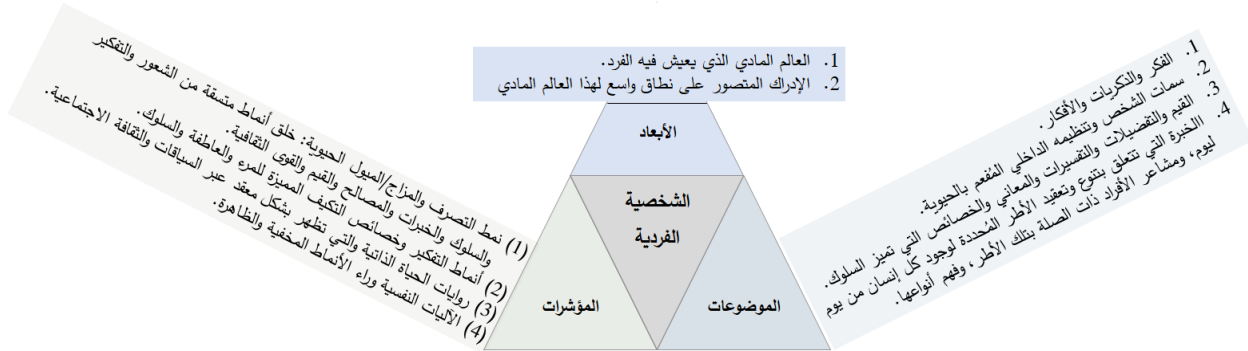 1. العالم المادي الذي يعيش فيه الفرد.
2. الإدراك المتصور على نطاق واسع لهذا العالم المادي
الأبعاد
الشخصية
الفردية
المؤشرات
الموضوعات
1. الفكر والذكريات والأفكار.
2. سمات الشخص وتنظيمه الداخلي المُفعم بالحيوية.
3. القيم والتفضيلات والتفسيرات والمعاني والخصائص التي تميز السلوك.
4. االخبرة التي تتعلق بتنوع وتعقيد الأطر المُحددة لوجود كل إنسان من يوم
ليوم، ومشاعر الأفراد ذات الصلة بتلك الأطر، وفهم أنواعها.
(1) نمط التصرف والمزاج/الميول الحيوية: خلق أنماط متسقة من الشعور والتفكير
والسلوك والخبرات والمصالح والقيم والقوى الثقافية.
(2) أنماط التفكير وخصائص التكيف المميزة للمرء والعاطفة والسلوك.
(3) روايات الحياة الذاتية والتي تظهر بشكل معقد عبر السياقات والثقافة الاجتماعية.
(4) الآليات النفسية وراء الأنماط المخفية والظاهرة.